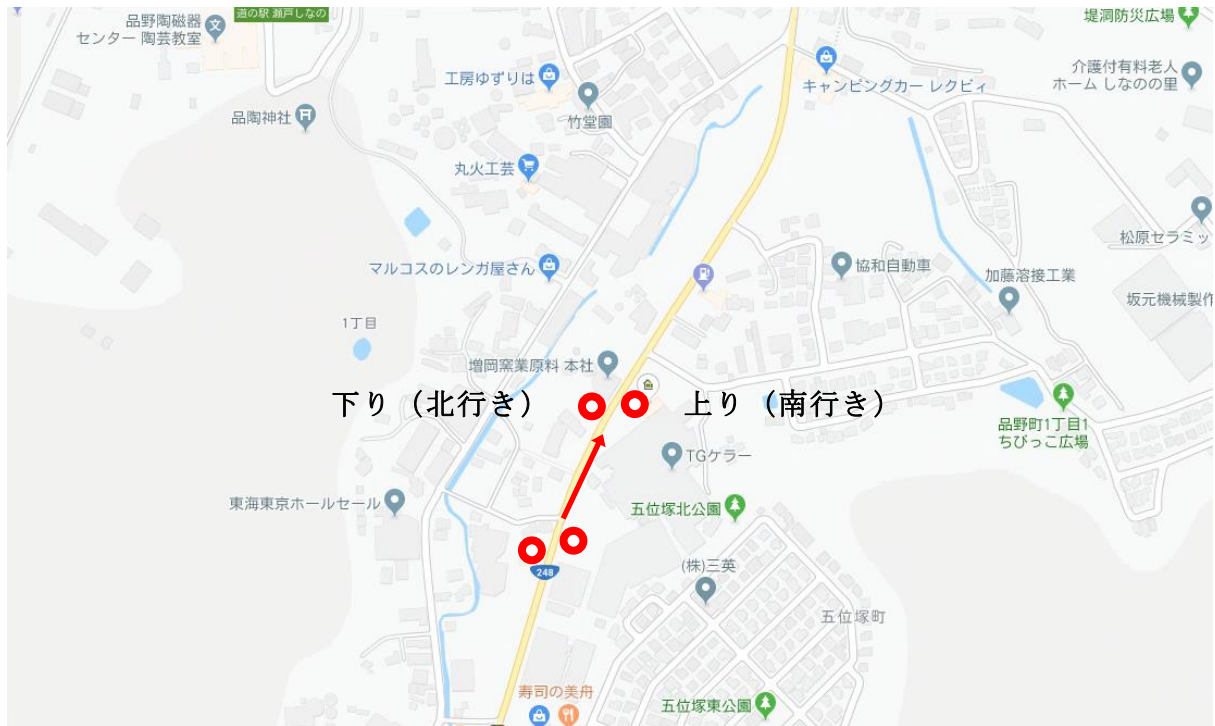 道の駅 瀬戸しなの
品野陶磁器
センター 陶芸教室
堤洞防災広場
工房ゆずりは
キャンピングカー レクビィ
介護付有料老人
ホーム しなのの里
品陶神社
竹堂園
丸火工芸
松原セラミッ
マルコスのレンガ屋さん
協和自動車
加藤溶接工業
坂元機械製作
1丁目
増岡窯業原料 本社
下り（北行き）
上り（南行き）
品野町1丁目1
ちびっこ広場
TGケラー
東海東京ホールセール
五位塚北公園
248
(株)三英
五位塚町
寿司の美舟
五位塚東公園